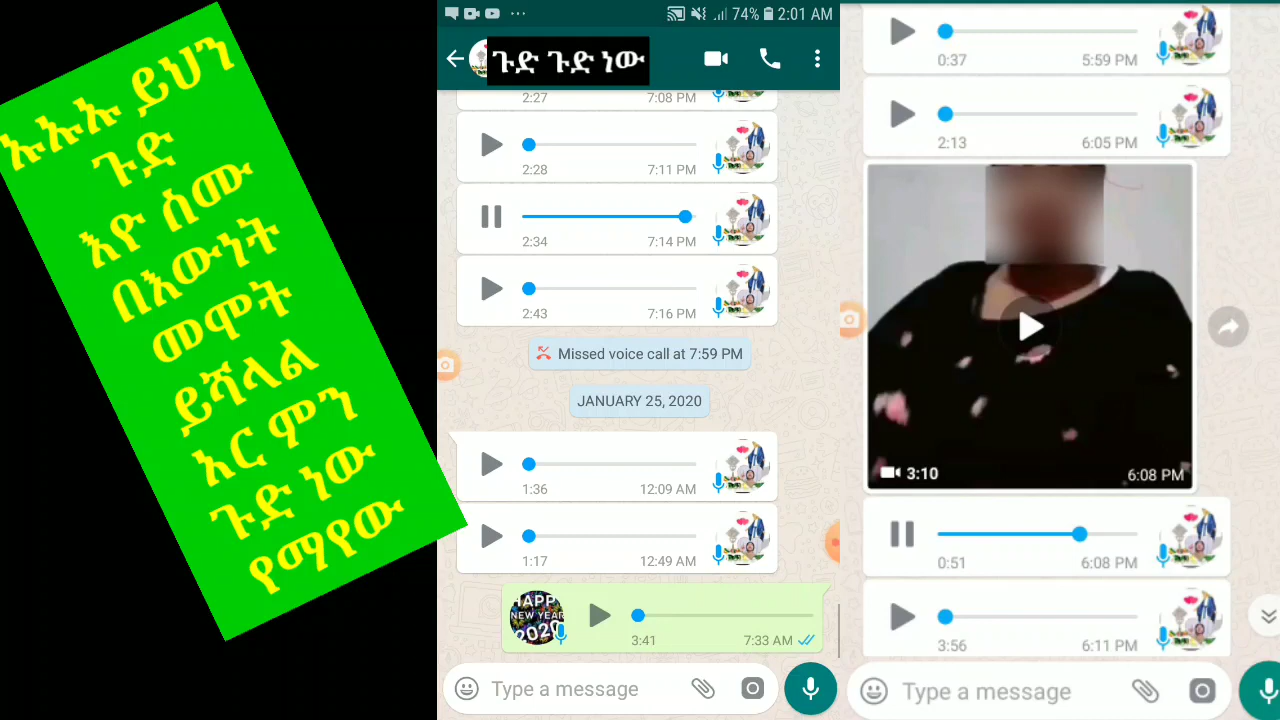 ኡኡኡ ይህን
ጉድ
እዮ ስሙ
በእውነት
መሞት
ይሻላል
አር ምን
ጉድ ነው
የማየው
74% 2:01 AM
ጉድ ጉድ ነው
2:27 7:08 PM
2:28 7:11 PM
2:34 7:14 PM
2:43 7:16 PM
Missed voice call at 7:59 PM
JANUARY 25, 2020
1:36 12:09 AM
1:17 12:49 AM
HAPPY
NEW YEAR
2020
3:41 7:33 AM
Type a message
0:37 5:59 PM
2:13 6:05 PM
3:10 6:08 PM
0:51 6:08 PM
3:56 6:11 PM
Type a message